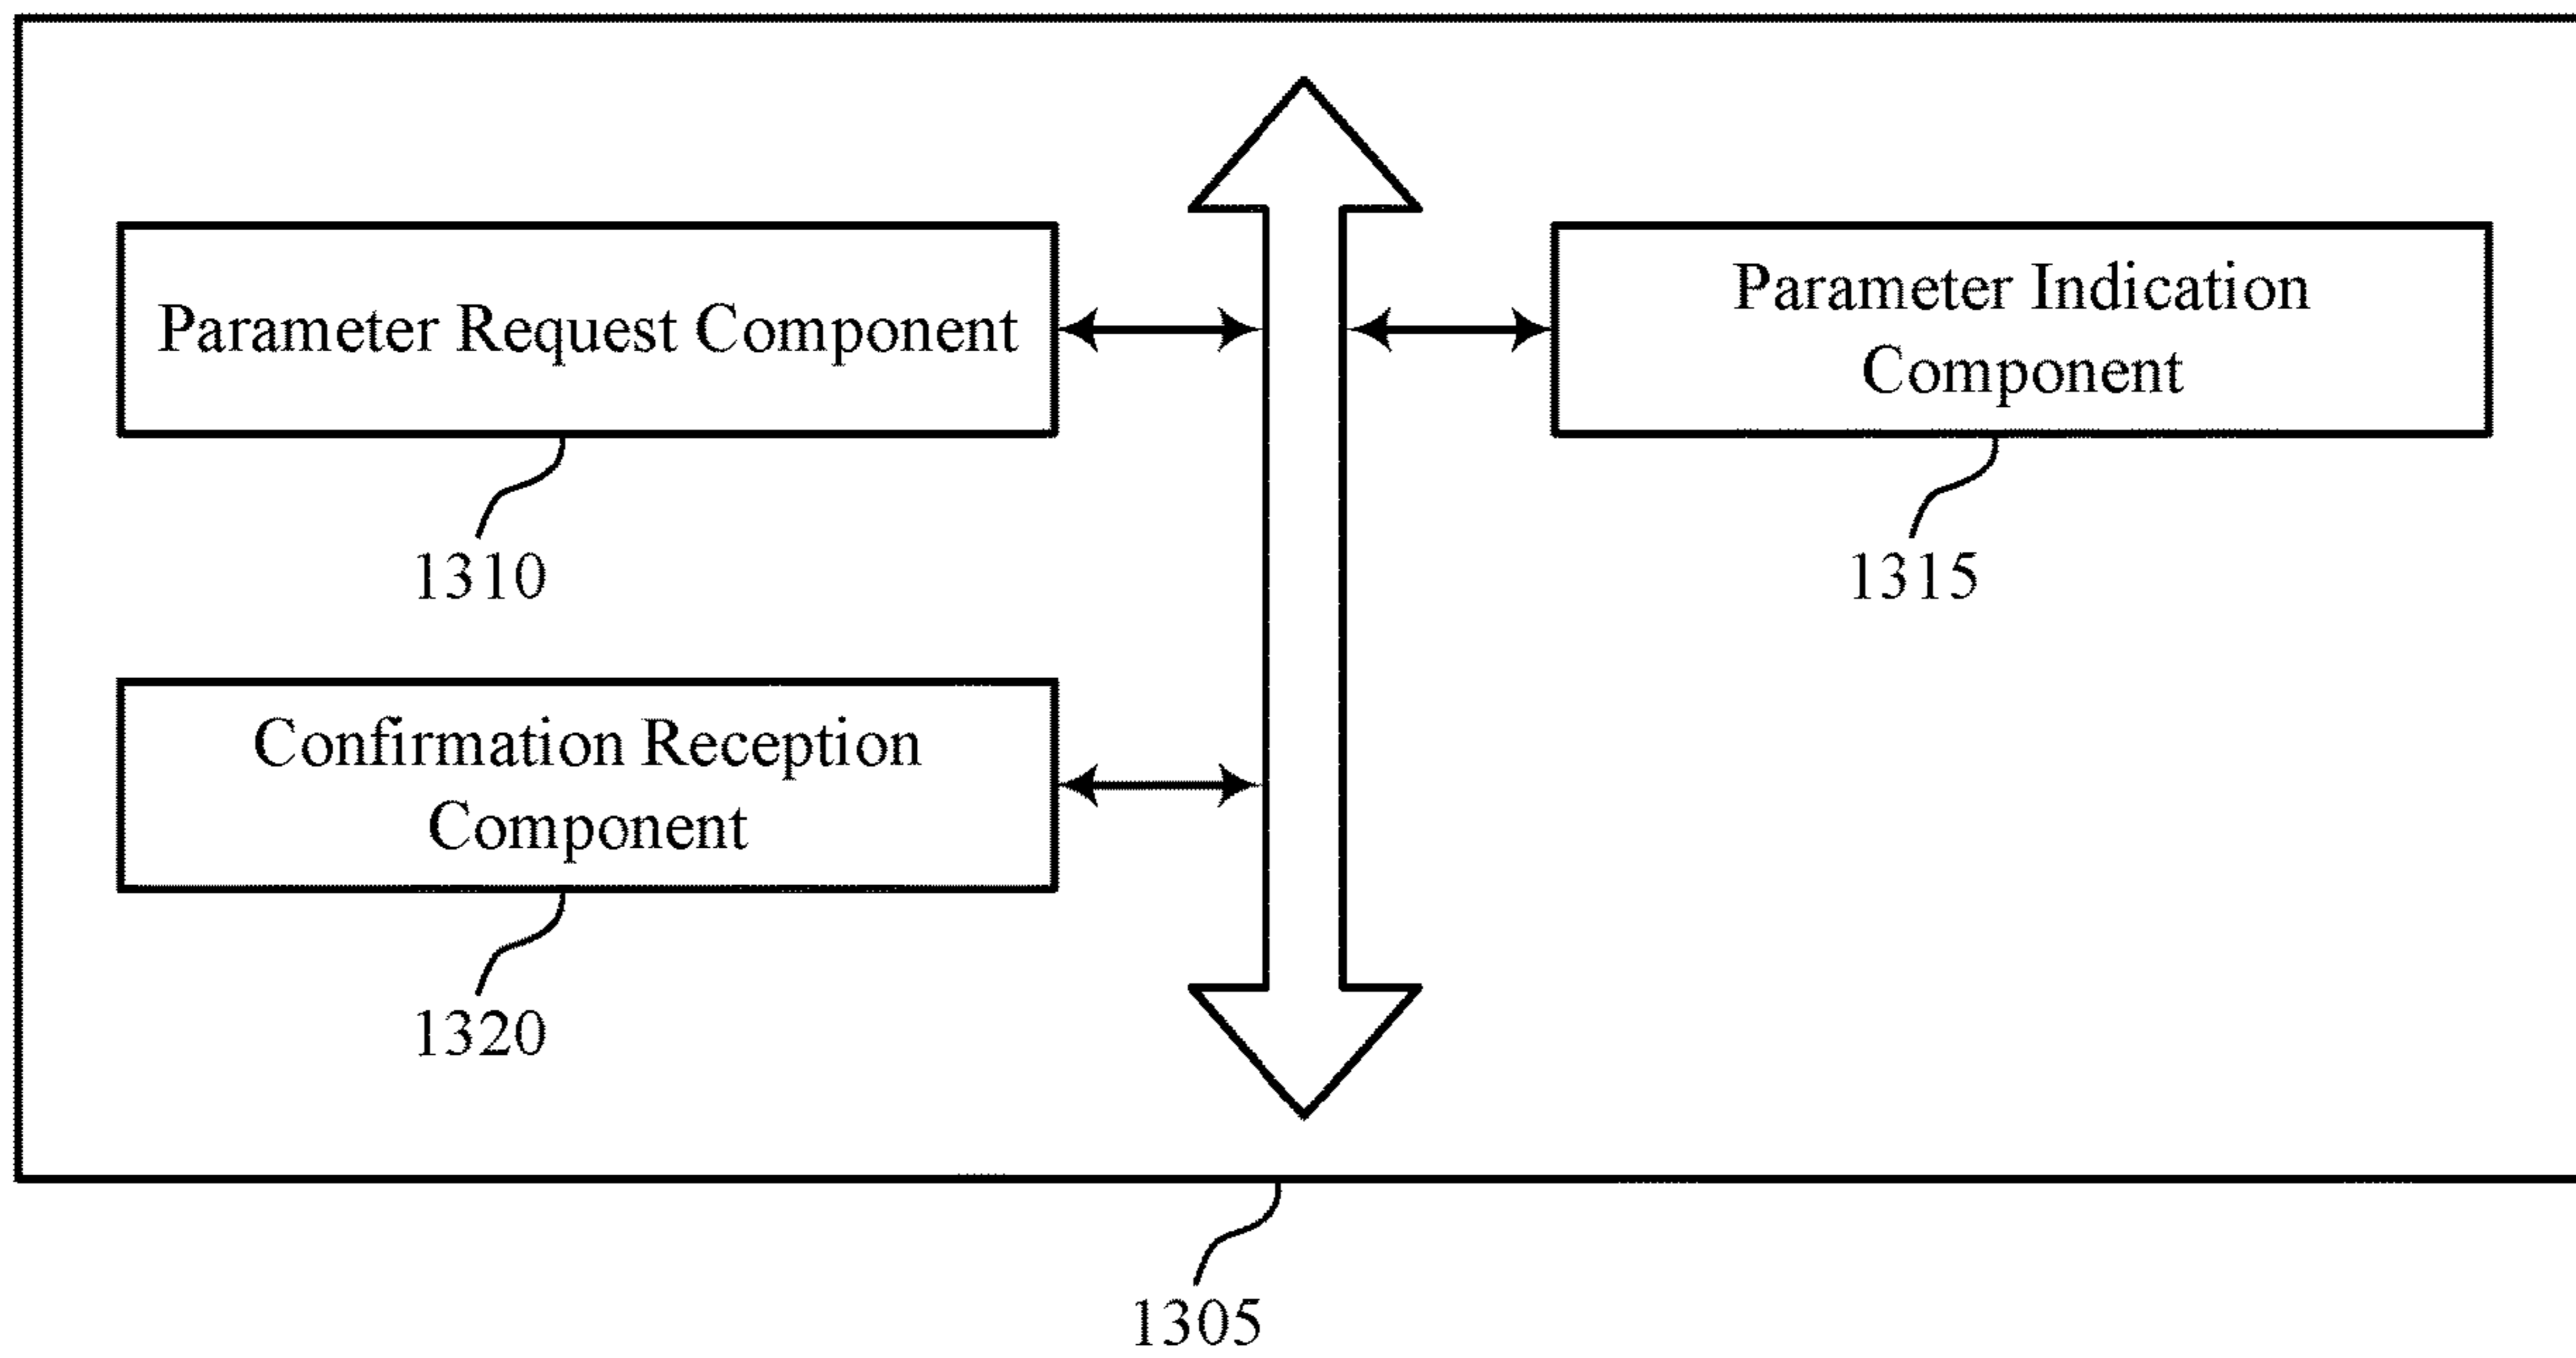 Parameter Request Component
1310
Parameter Indication
Component
1315
Confirmation Reception
Component
1320
1305